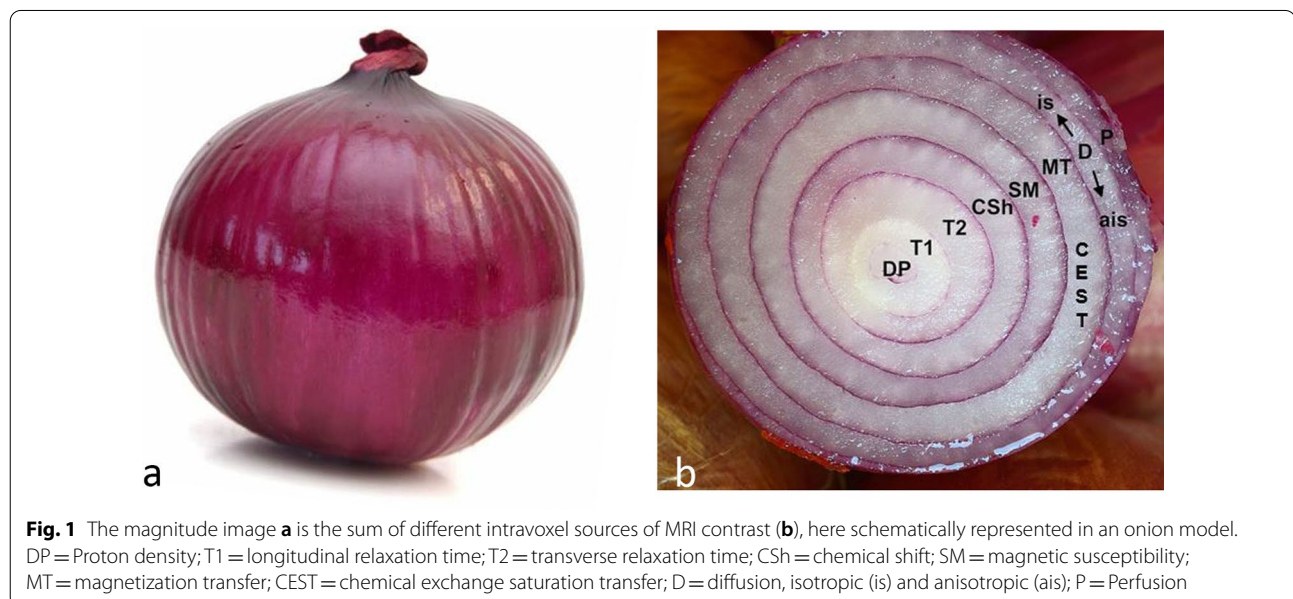 a
b
is
P
D
MT
SM
ais
CSh
T2
T1
DP
C
E
S
T
Fig. 1 The magnitude image a is the sum of different intravoxel sources of MRI contrast (b), here schematically represented in an onion model.
DP = Proton density; T1 = longitudinal relaxation time; T2 = transverse relaxation time; CSh = chemical shift; SM = magnetic susceptibility;
MT = magnetization transfer; CEST = chemical exchange saturation transfer; D = diffusion, isotropic (is) and anisotropic (ais); P = Perfusion